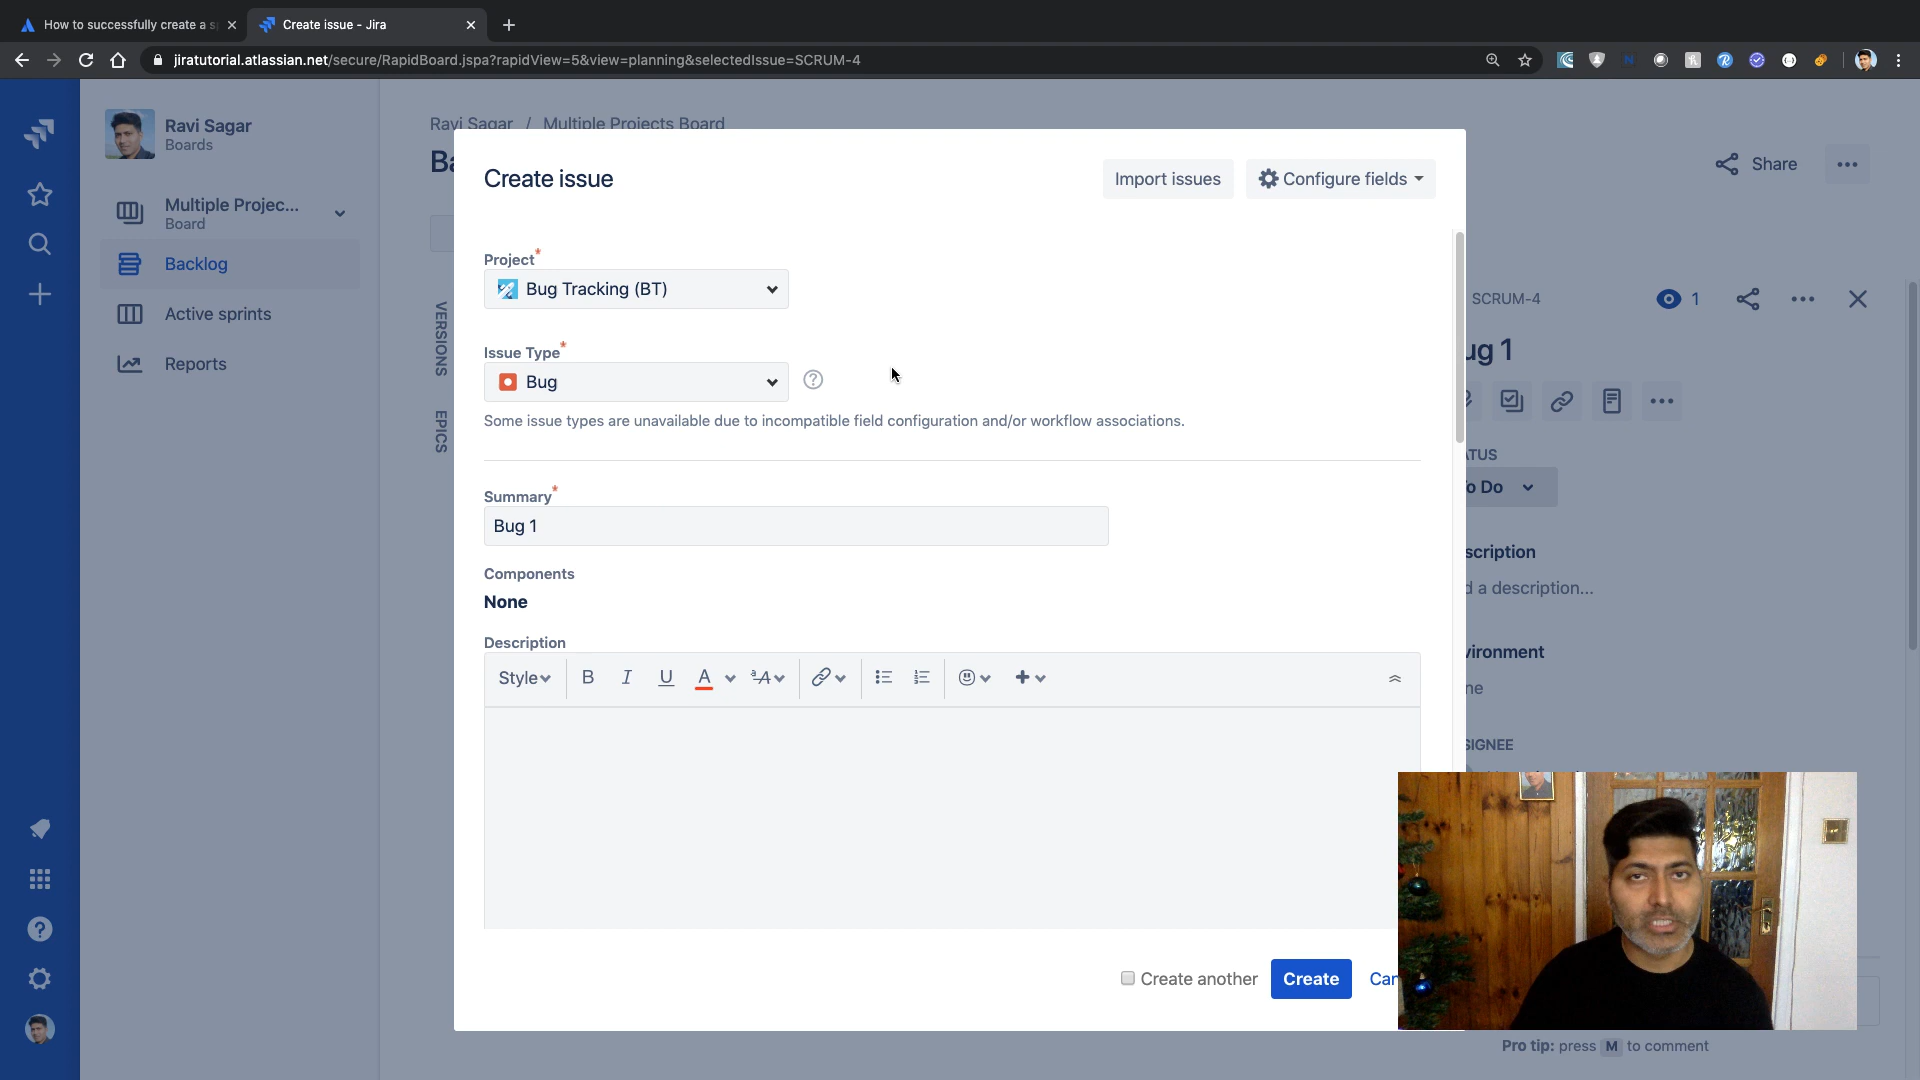 How to successfully create a s
Create issue - Jira
jiratutorial.atlassian.net/secure/RapidBoard.jspa?rapidView=5&view=planning&selectedIssue=SCRUM-4
Ravi Sagar
Boards
Multiple Projec...
Board
Backlog
Active sprints
Reports
Ravi Sagar / Multiple Projects Board
Ba
Share
VERSIONS
EPICS
Create issue
Import issues
Configure fields
Project*
Bug Tracking (BT)
Issue Type*
Bug
Some issue types are unavailable due to incompatible field configuration and/or workflow associations.
Summary*
Bug 1
Components
None
Description
Style
B I U A
Create another
Create
Can
SCRUM-4
1
ug 1
ATUS
o Do
scription
d a description...
vironment
ne
SIGNEE
Pro tip: press M to comment